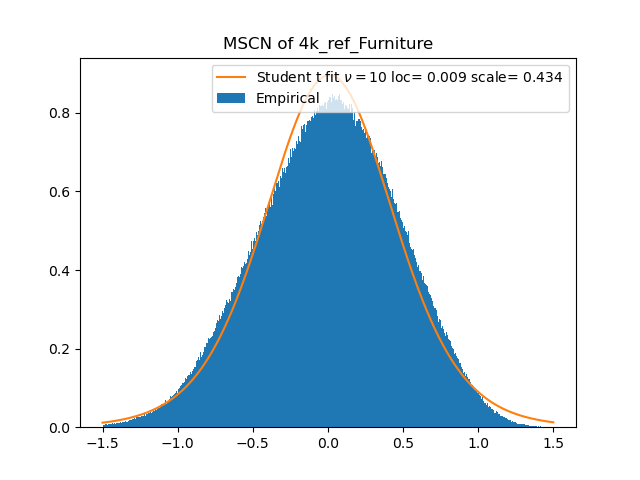 MSCN of 4k_ref_Furniture
Student t fit ν = 10 loc= 0.009 scale= 0.434
Empirical
0.8
0.6
0.4
0.2
0.0
−1.5 −1.0 −0.5 0.0 0.5 1.0 1.5